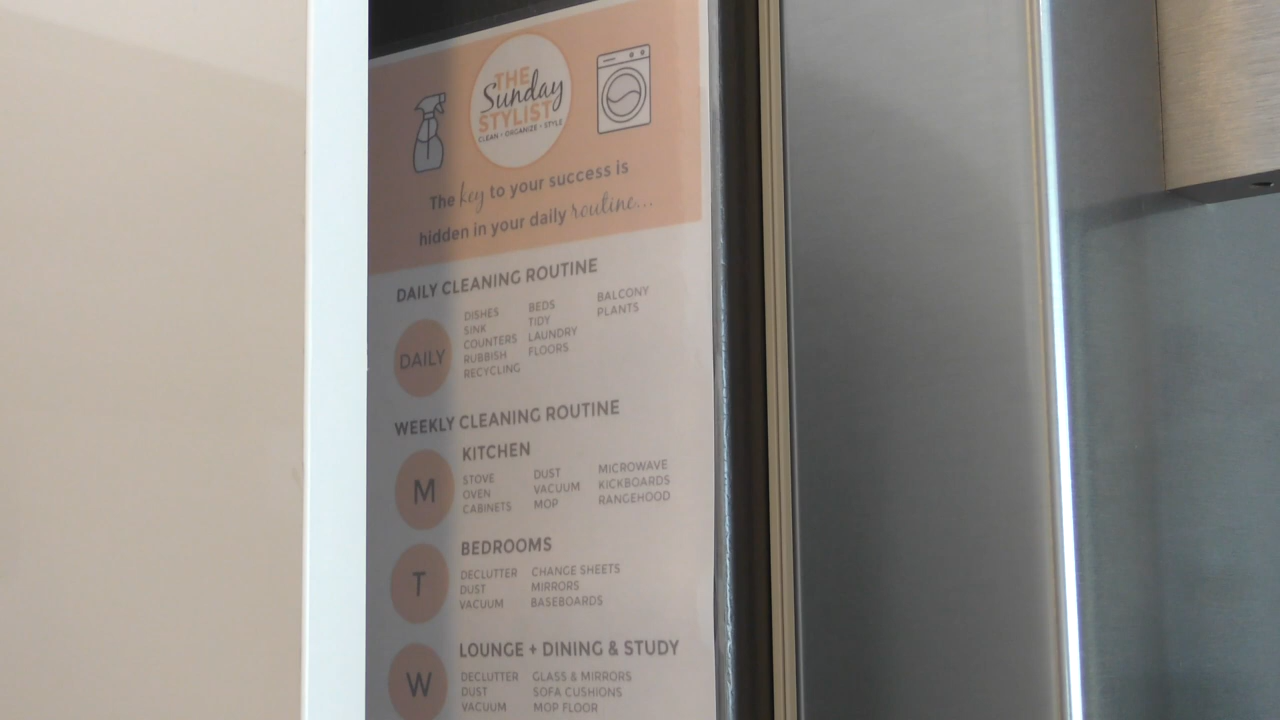 THE
Sunday
STYLIST
CLEAN • ORGANIZE • STYLE
The key to your success is
hidden in your daily routine...
DAILY CLEANING ROUTINE
DAILY
DISHES
SINK
COUNTERS
RUBBISH
RECYCLING
BEDS
TIDY
LAUNDRY
FLOORS
BALCONY
PLANTS
WEEKLY CLEANING ROUTINE
M
KITCHEN
STOVE
OVEN
CABINETS
DUST
VACUUM
MOP
MICROWAVE
KICKBOARDS
RANGEHOOD
T
BEDROOMS
DECLUTTER
DUST
VACUUM
CHANGE SHEETS
MIRRORS
BASEBOARDS
W
LOUNGE + DINING & STUDY
DECLUTTER
DUST
VACUUM
GLASS & MIRRORS
SOFA CUSHIONS
MOP FLOOR